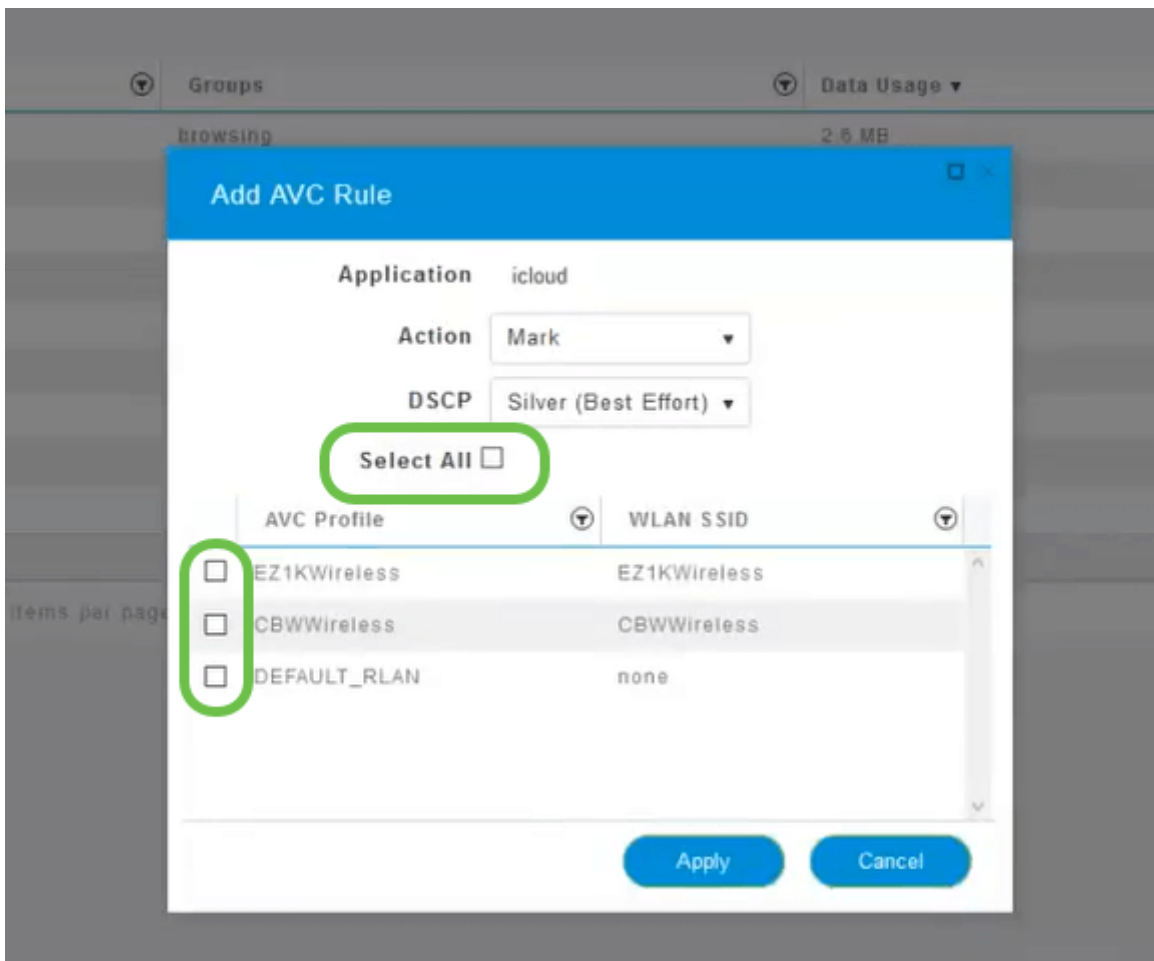 Groups Data Usage
browsing 2.6 MB
Add AVC Rule
Application icloud
Action Mark
DSCP Silver (Best Effort)
Select All
AVC Profile WLAN SSID
EZ1KWireless EZ1KWireless
CBWWireless CBWWireless
items per page
DEFAULT_RLAN none
Apply Cancel